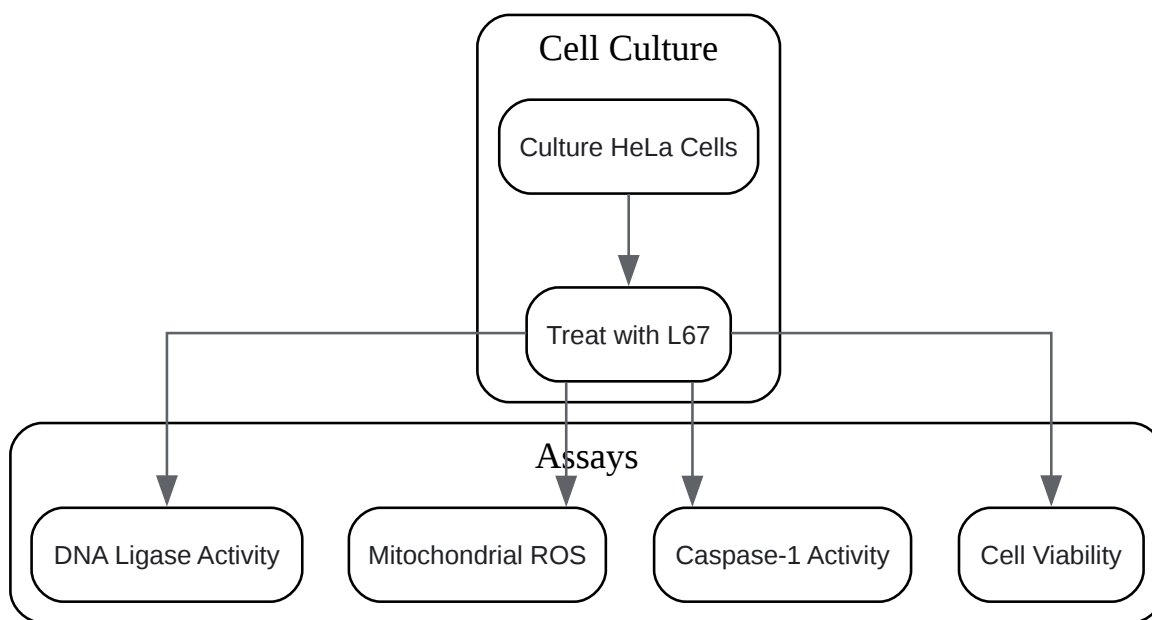 Cell Culture
Culture HeLa Cells
Treat with L67
Assays
DNA Ligase Activity
Mitochondrial ROS
Caspase-1 Activity
Cell Viability